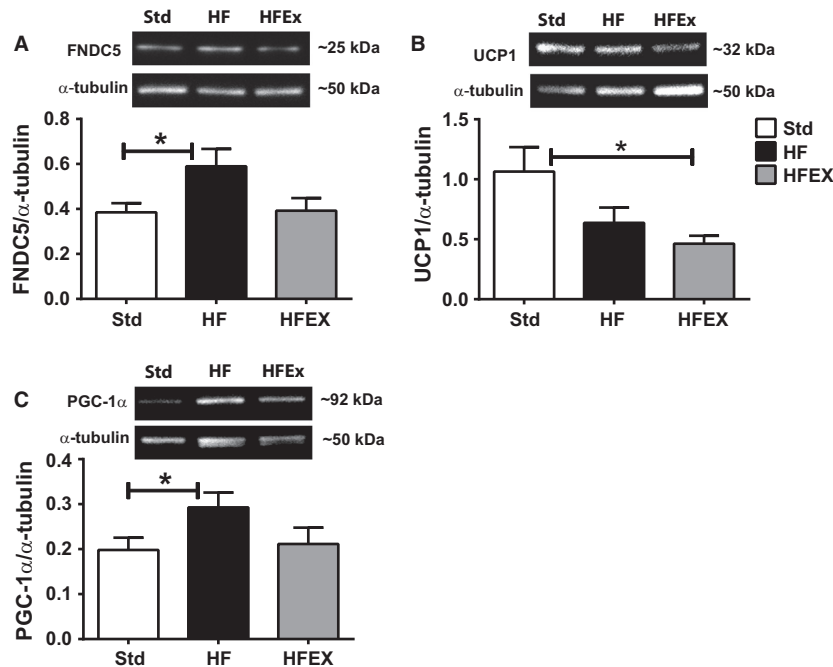 A
Std HF HFEx
FNDC5 ~25 kDa
α-tubulin ~50 kDa
FNDC5/α-tubulin
0.8
0.6
0.4
0.2
0.0
*
Std HF HFEX
B
Std HF HFEx
UCP1 ~32 kDa
α-tubulin ~50 kDa
UCP1/α-tubulin
1.5
1.0
0.5
0.0
*
Std HF HFEX
Std
HF
HFEX
C
Std HF HFEx
PGC-1α ~92 kDa
α-tubulin ~50 kDa
PGC-1α/α-tubulin
0.4
0.3
0.2
0.1
0.0
*
Std HF HFEX